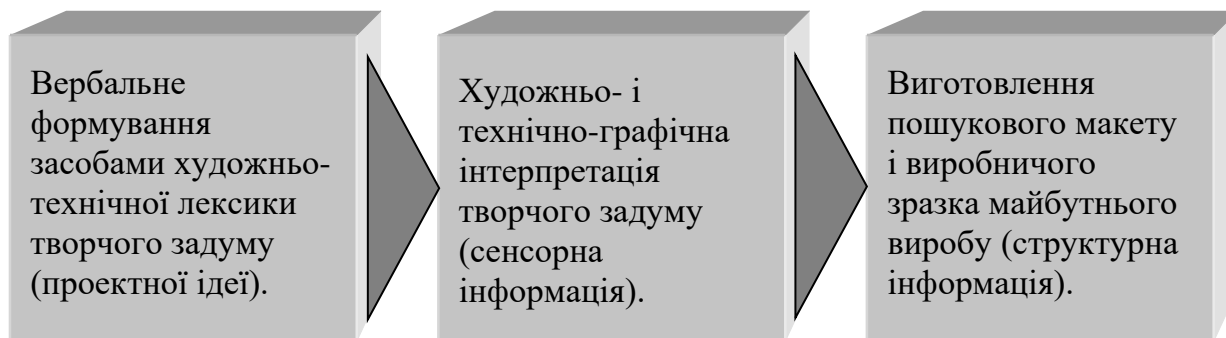 Вербальне
формування
засобами художньо-
технічної лексики
творчого задуму
(проектної ідеї).
Художньо- і
технічно-графічна
інтерпретація
творчого задуму
(сенсорна
інформація).
Виготовлення
пошукового макету
і виробничого
зразка майбутнього
виробу (структурна
інформація).